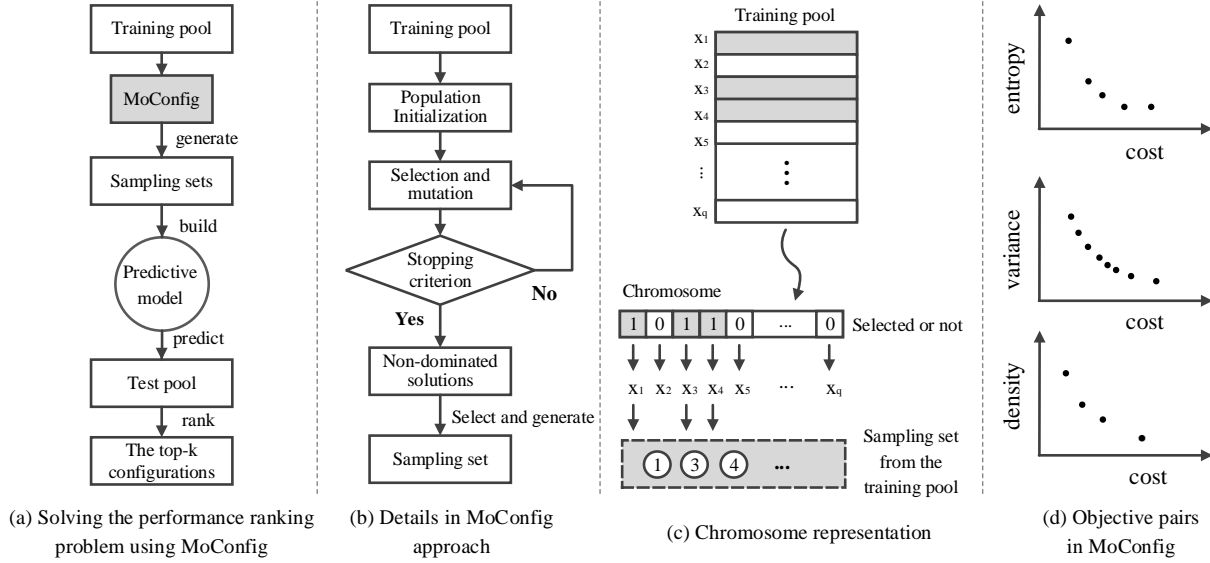 Training pool
MoConfig
generate
Sampling sets
build
Predictive
model
predict
Test pool
rank
The top-k
configurations
(a) Solving the performance ranking
problem using MoConfig
Training pool
Population
Initialization
Selection and
mutation
Stopping
criterion
No
Yes
Non-dominated
solutions
Select and generate
Sampling set
(b) Details in MoConfig
approach
Training pool
x1
x2
x3
x4
x5
...
xq
Chromosome
1 0 1 1 0 ... 0
Selected or not
x1 x2 x3 x4 x5 ... xq
1 3 4 ...
Sampling set
from the
training pool
(c) Chromosome representation
entropy
cost
variance
cost
density
cost
(d) Objective pairs
in MoConfig